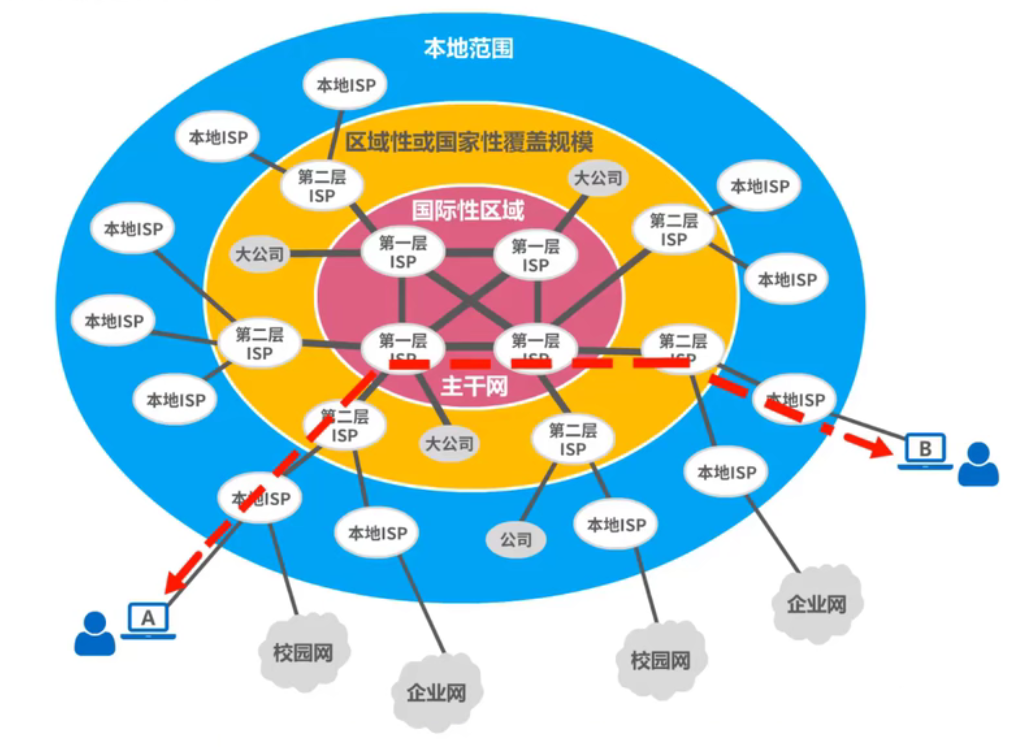 本地范围
本地ISP
本地ISP
区域性或国家性覆盖规模
第二层
ISP
大公司
本地ISP
国际性区域
本地ISP
第二层
ISP
大公司
第一层
ISP
第一层
ISP
本地ISP
本地ISP
第二层
ISP
第一层
ISP
第一层
ISP
第二层
ISP
主干网
本地ISP
本地ISP
第二层
ISP
大公司
第二层
ISP
B
本地ISP
本地ISP
本地ISP
公司
本地ISP
企业网
A
校园网
校园网
企业网